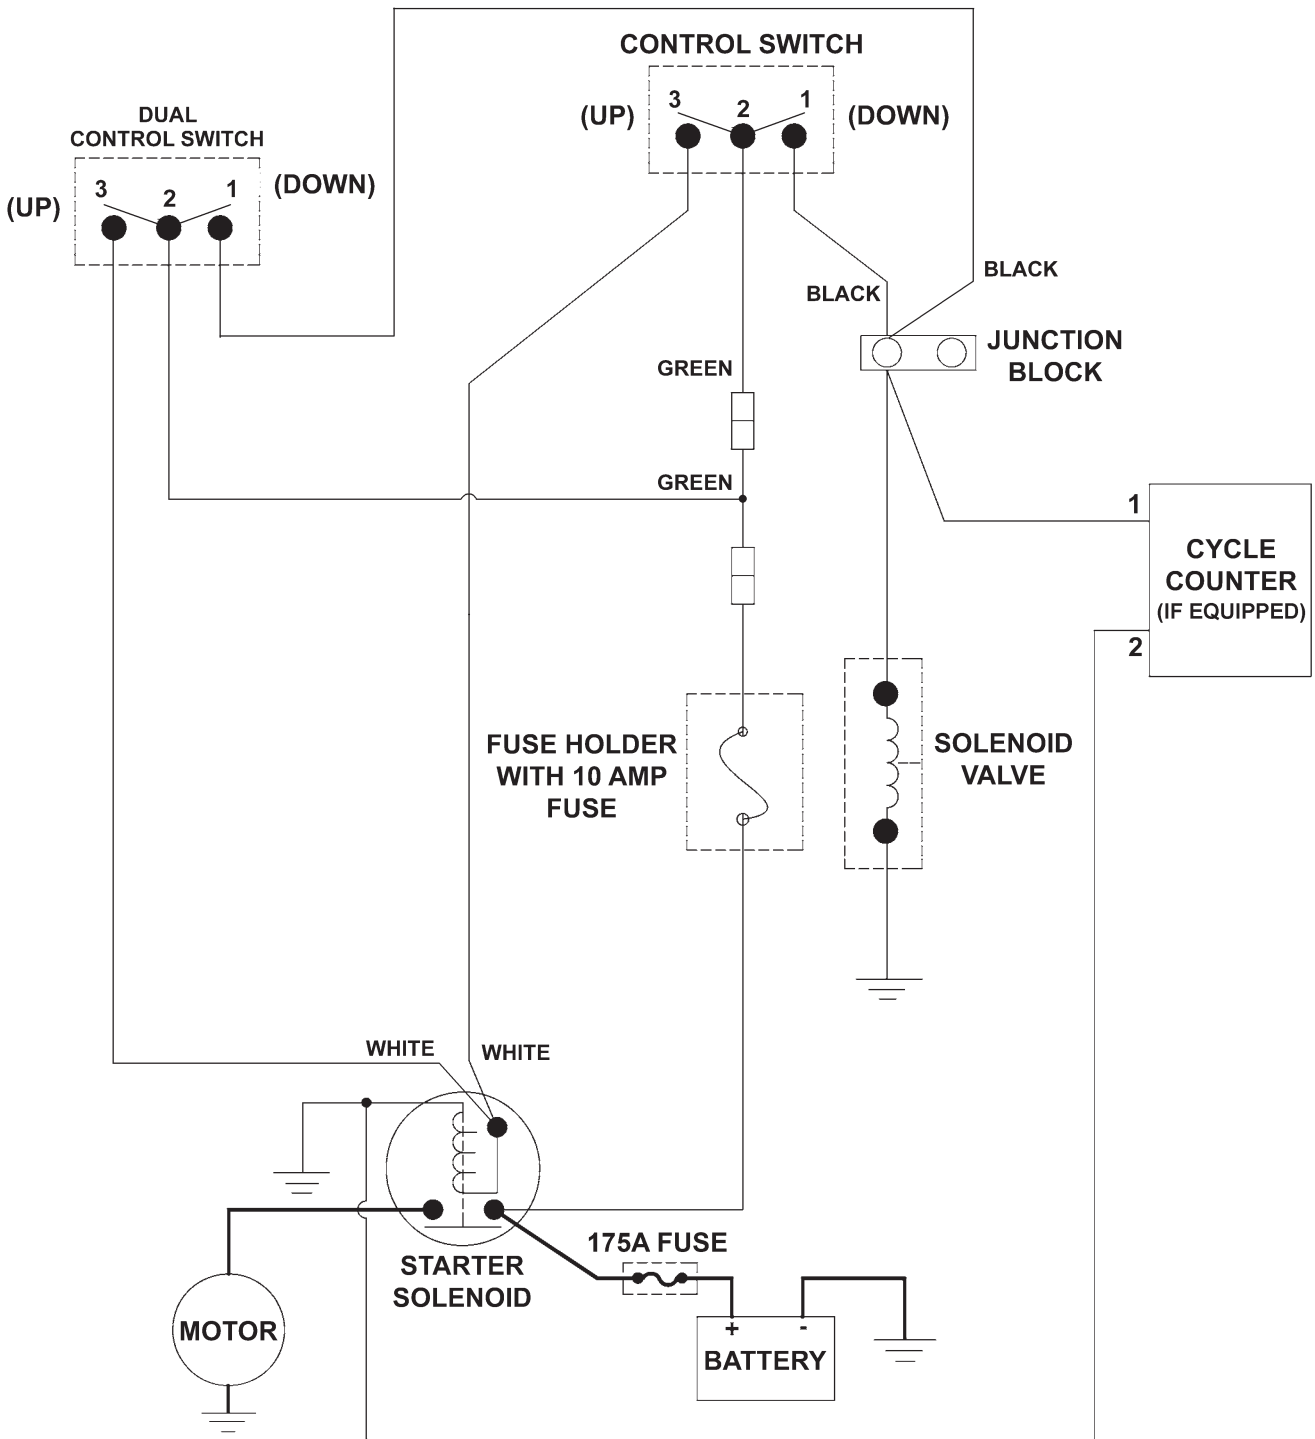 CONTROL SWITCH
3
2
1
(UP)
(DOWN)
DUAL
CONTROL SWITCH
3
2
1
(UP)
(DOWN)
BLACK
BLACK
JUNCTION
BLOCK
GREEN
GREEN
1
CYCLE
COUNTER
(IF EQUIPPED)
2
FUSE HOLDER
WITH 10 AMP
FUSE
SOLENOID
VALVE
WHITE
WHITE
175A FUSE
STARTER
SOLENOID
MOTOR
+
-
BATTERY